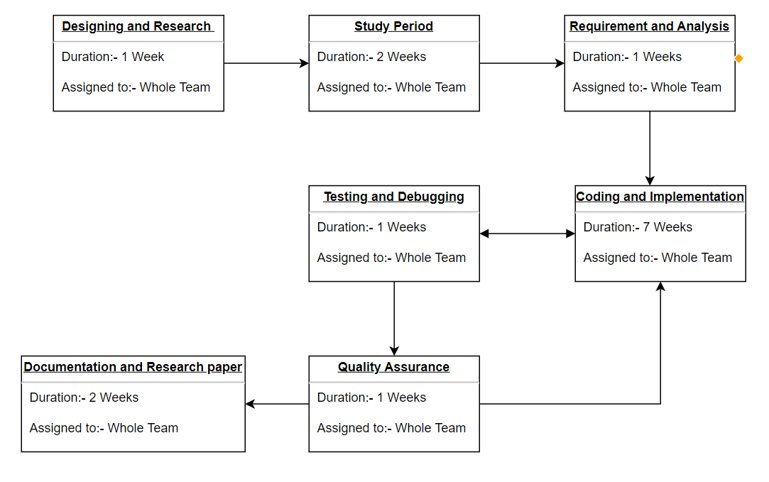 Designing and Research
Duration:- 1 Week
Assigned to:- Whole Team
Study Period
Duration:- 2 Weeks
Assigned to:- Whole Team
Requirement and Analysis
Duration:- 1 Weeks
Assigned to:- Whole Team
Coding and Implementation
Duration:- 7 Weeks
Assigned to:- Whole Team
Testing and Debugging
Duration:- 1 Weeks
Assigned to:- Whole Team
Quality Assurance
Duration:- 1 Weeks
Assigned to:- Whole Team
Documentation and Research paper
Duration:- 2 Weeks
Assigned to:- Whole Team